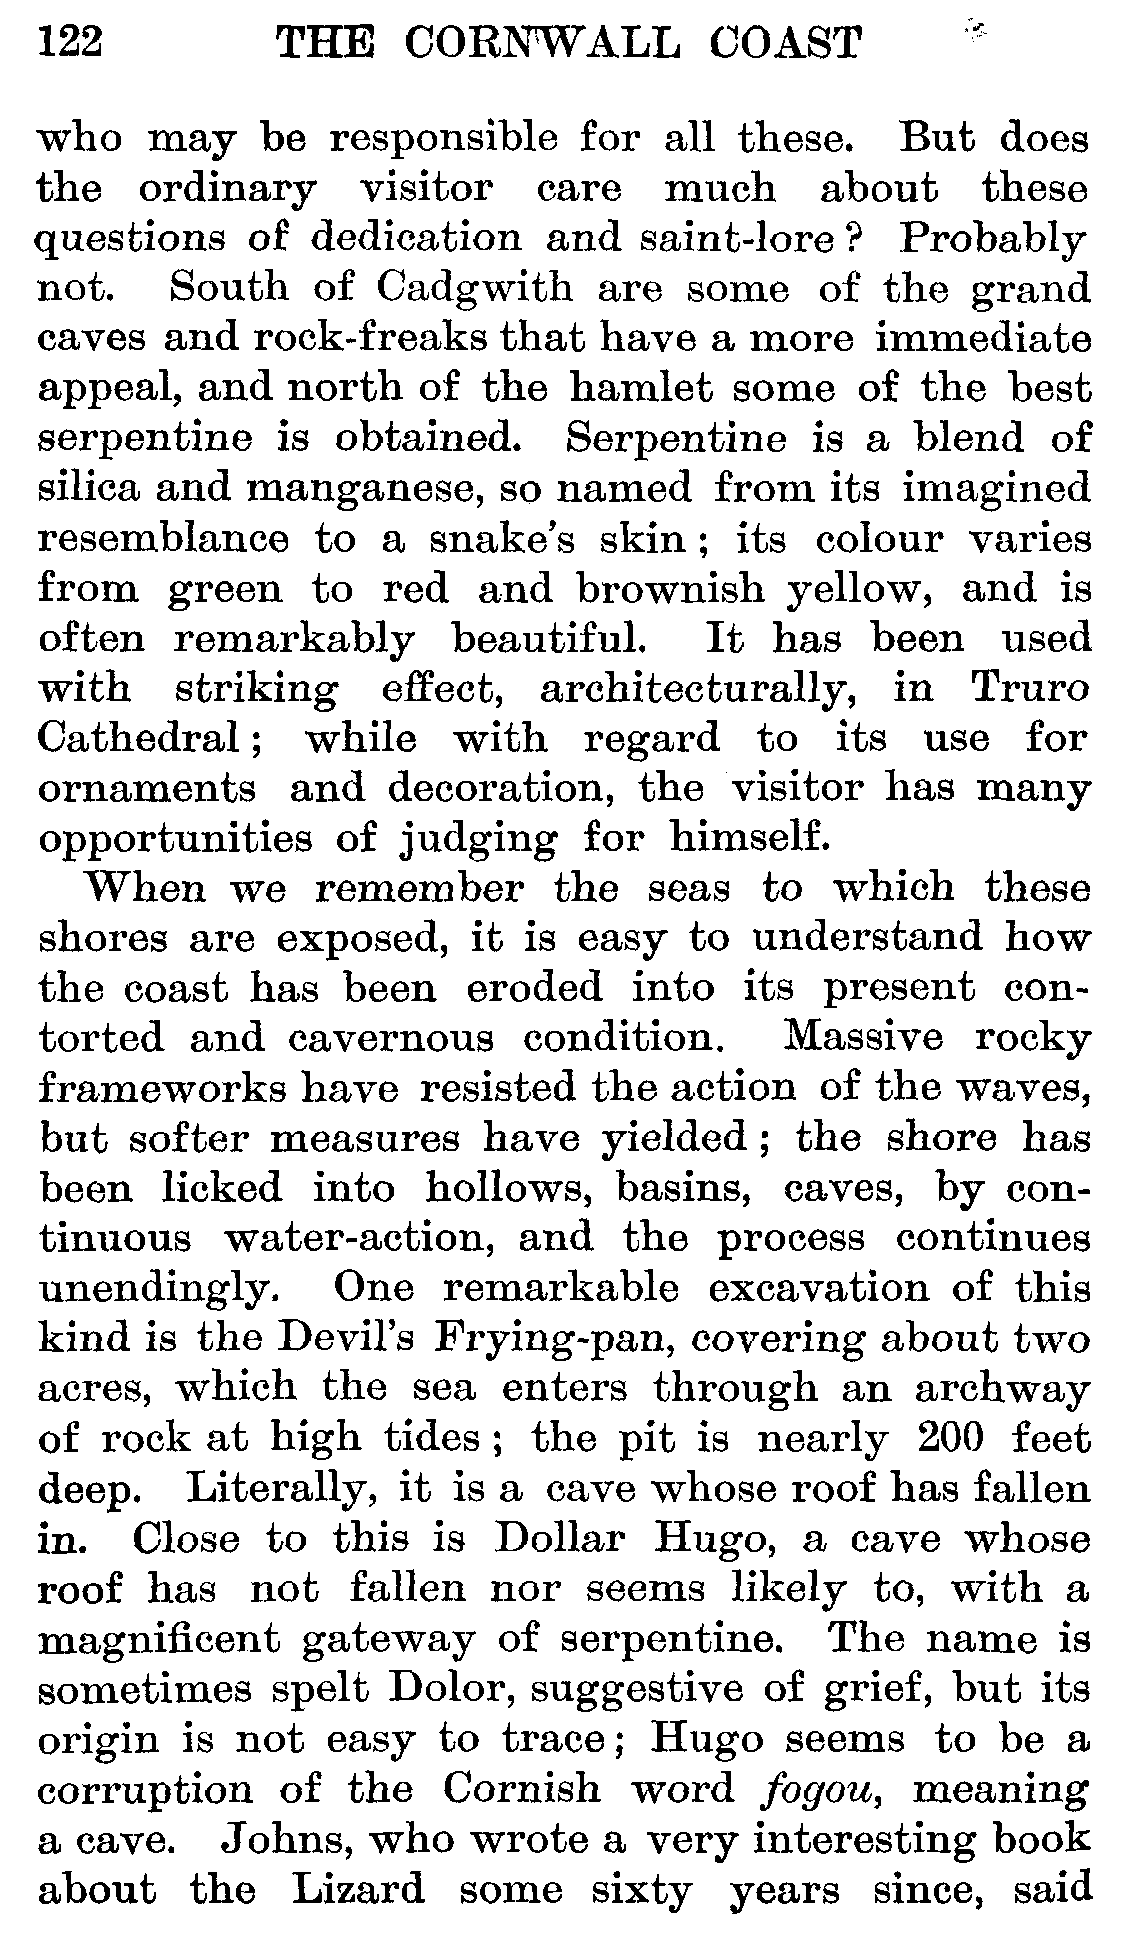 122 THE CORNWALL COAST
who may be responsible for all these. But does
the ordinary visitor care much about these
questions of dedication and saint-lore? Probably
not. South of Cadgwith are some of the grand
caves and rock-freaks that have a more immediate
appeal, and north of the hamlet some of the best
serpentine is obtained. Serpentine is a blend of
silica and manganese, so named from its imagined
resemblance to a snake's skin; its colour varies
from green to red and brownish yellow, and is
often remarkably beautiful. It has been used
with striking effect, architecturally, in Truro
Cathedral; while with regard to its use for
ornaments and decoration, the visitor has many
opportunities of judging for himself.
When we remember the seas to which these
shores are exposed, it is easy to understand how
the coast has been eroded into its present con-
torted and cavernous condition. Massive rocky
frameworks have resisted the action of the waves,
but softer measures have yielded; the shore has
been licked into hollows, basins, caves, by con-
tinuous water-action, and the process continues
unendingly. One remarkable excavation of this
kind is the Devil's Frying-pan, covering about two
acres, which the sea enters through an archway
of rock at high tides; the pit is nearly 200 feet
deep. Literally, it is a cave whose roof has fallen
in. Close to this is Dollar Hugo, a cave whose
roof has not fallen nor seems likely to, with a
magnificent gateway of serpentine. The name is
sometimes spelt Dolor, suggestive of grief, but its
origin is not easy to trace; Hugo seems to be a
corruption of the Cornish word fogou, meaning
a cave. Johns, who wrote a very interesting book
about the Lizard some sixty years since, said